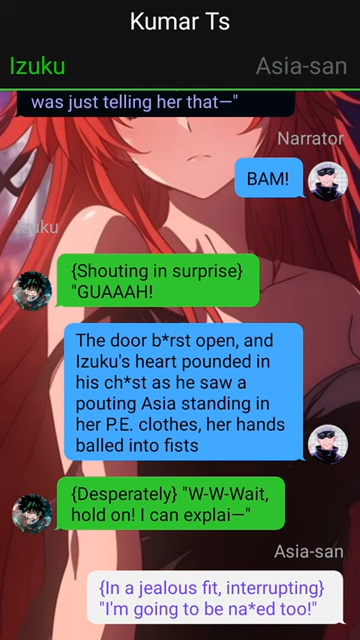 Kumar Ts
Izuku
Asia-san
was just telling her that—"
Narrator
BAM!
Izuku
{Shouting in surprise}
"GUAAAH!
The door b*rst open, and
Izuku's heart pounded in
his ch*st as he saw a
pouting Asia standing in
her P.E. clothes, her hands
balled into fists
{Desperately} "W-W-Wait,
hold on! I can explai—"
Asia-san
{In a jealous fit, interrupting}
"I'm going to be na*ed too!"